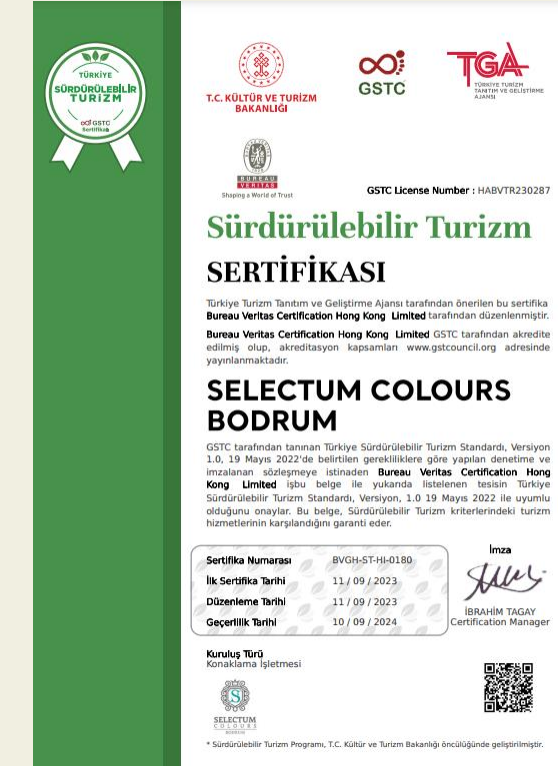 TÜRKİYE
SÜRDÜRÜLEBİLİR
TURİZM
GSTC
Sertifika
T.C. KÜLTÜR VE TURİZM
BAKANLIĞI
GSTC
TGA
TÜRKİYE TURİZM
TANITIM VE GELİŞTİRME
AJANSI
BUREAU
VERITAS
Shaping a World of Trust
GSTC License Number : HABVTR230287
Sürdürülebilir Turizm
SERTİFİKASI
Türkiye Turizm Tanıtım ve Geliştirme Ajansı tarafından önerilen bu sertifika
Bureau Veritas Certification Hong Kong Limited tarafından düzenlenmiştir.
Bureau Veritas Certification Hong Kong Limited GSTC tarafından akredite
edilmiş olup, akreditasyon kapsamları www.gstcouncil.org adresinde
yayınlanmaktadır.
SELECTUM COLOURS
BODRUM
GSTC tarafından tanınan Türkiye Sürdürülebilir Turizm Standardı, Versiyon
1.0, 19 Mayıs 2022'de belirtilen gerekliliklere göre yapılan denetime ve
imzalanan sözleşmeye istinaden Bureau Veritas Certification Hong
Kong Limited işbu belge ile yukarıda listelenen tesisin Türkiye
Sürdürülebilir Turizm Standardı, Versiyon, 1.0 19 Mayıs 2022 ile uyumlu
olduğunu onaylar. Bu belge, Sürdürülebilir Turizm kriterlerindeki turizm
hizmetlerinin karşılandığını garanti eder.
Sertifika Numarası BVGH-ST-HI-0180
İlk Sertifika Tarihi 11 / 09 / 2023
Düzenleme Tarihi 11 / 09 / 2023
Geçerlilik Tarihi 10 / 09 / 2024
İmza
İBRAHİM TAGAY
Certification Manager
Kuruluş Türü
Konaklama İşletmesi
S
SELECTUM
COLOURS
BODRUM
* Sürdürülebilir Turizm Programı, T.C. Kültür ve Turizm Bakanlığı öncülüğünde geliştirilmiştir.